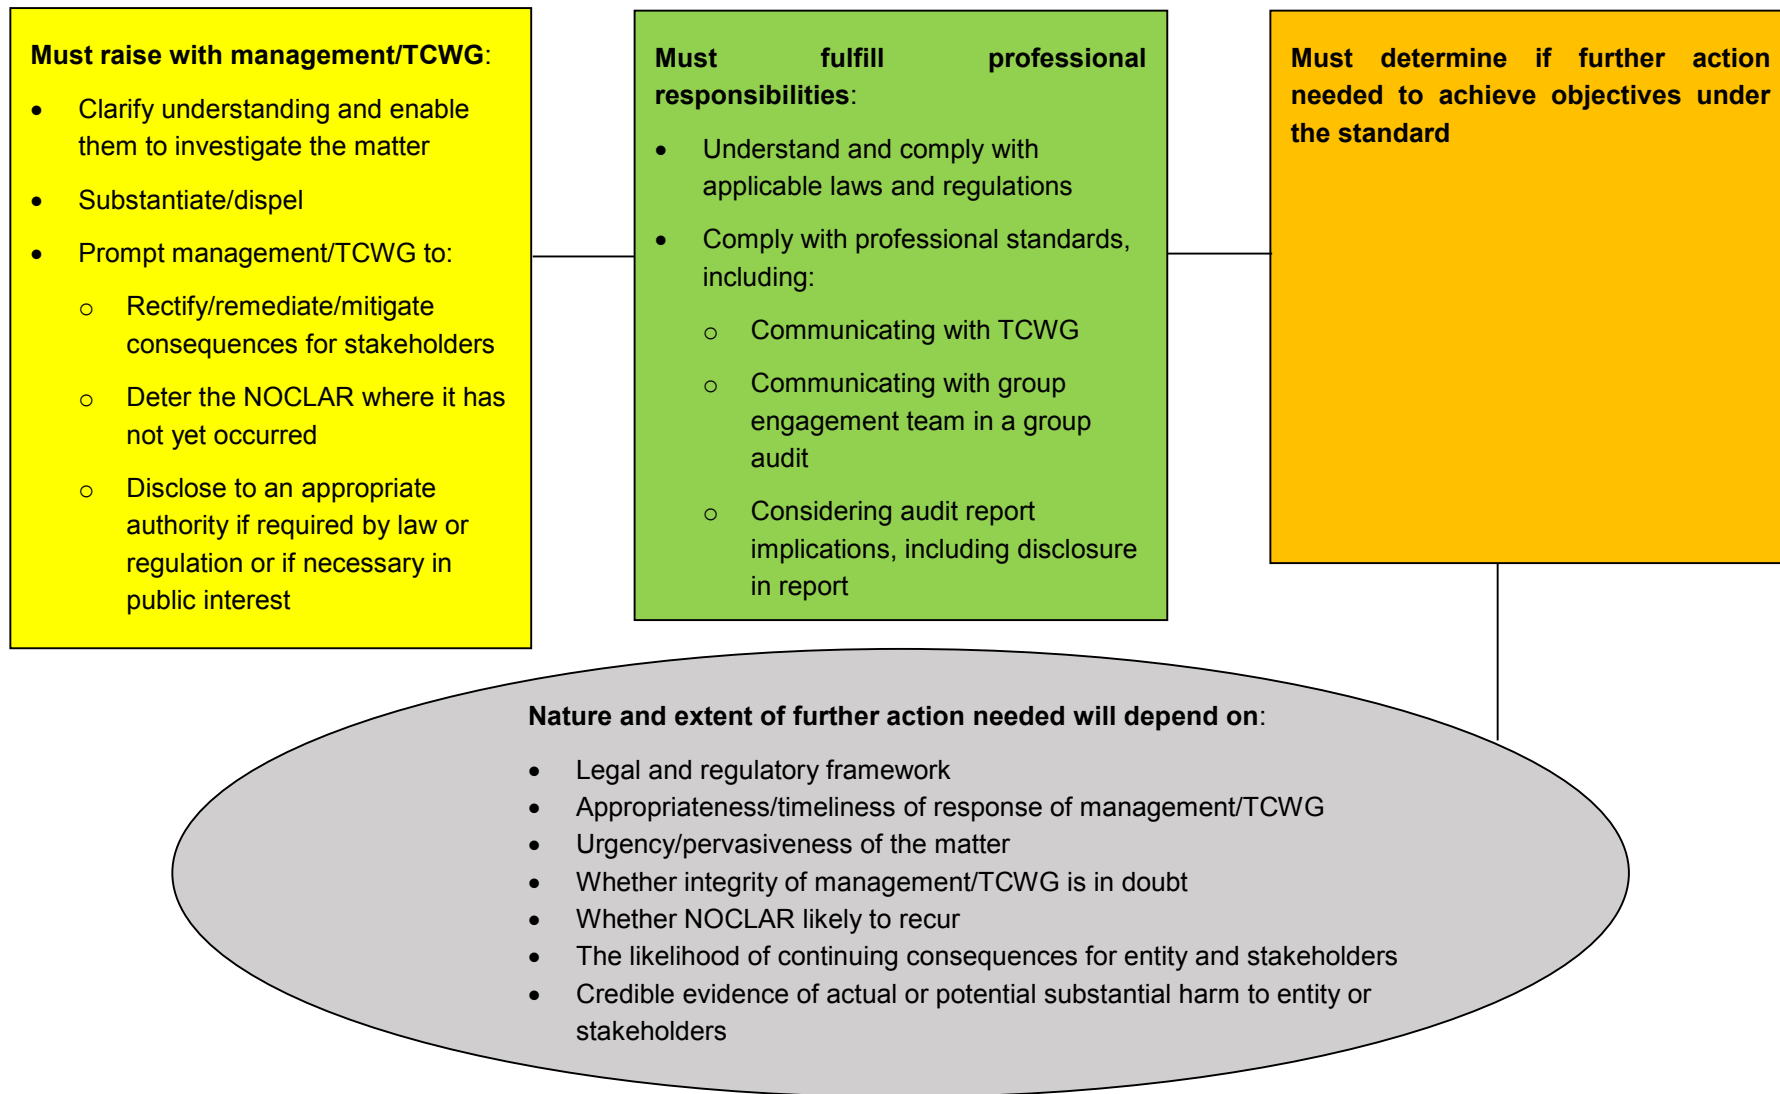 Must raise with management/TCWG:
• Clarify understanding and enable
them to investigate the matter
• Substantiate/dispel
• Prompt management/TCWG to:
o Rectify/remediate/mitigate
consequences for stakeholders
o Deter the NOCLAR where it has
not yet occurred
o Disclose to an appropriate
authority if required by law or
regulation or if necessary in
public interest
Must fulfill professional
responsibilities:
• Understand and comply with
applicable laws and regulations
• Comply with professional standards,
including:
o Communicating with TCWG
o Communicating with group
engagement team in a group
audit
o Considering audit report
implications, including disclosure
in report
Must determine if further action
needed to achieve objectives under
the standard
Nature and extent of further action needed will depend on:
• Legal and regulatory framework
• Appropriateness/timeliness of response of management/TCWG
• Urgency/pervasiveness of the matter
• Whether integrity of management/TCWG is in doubt
• Whether NOCLAR likely to recur
• The likelihood of continuing consequences for entity and stakeholders
• Credible evidence of actual or potential substantial harm to entity or
stakeholders